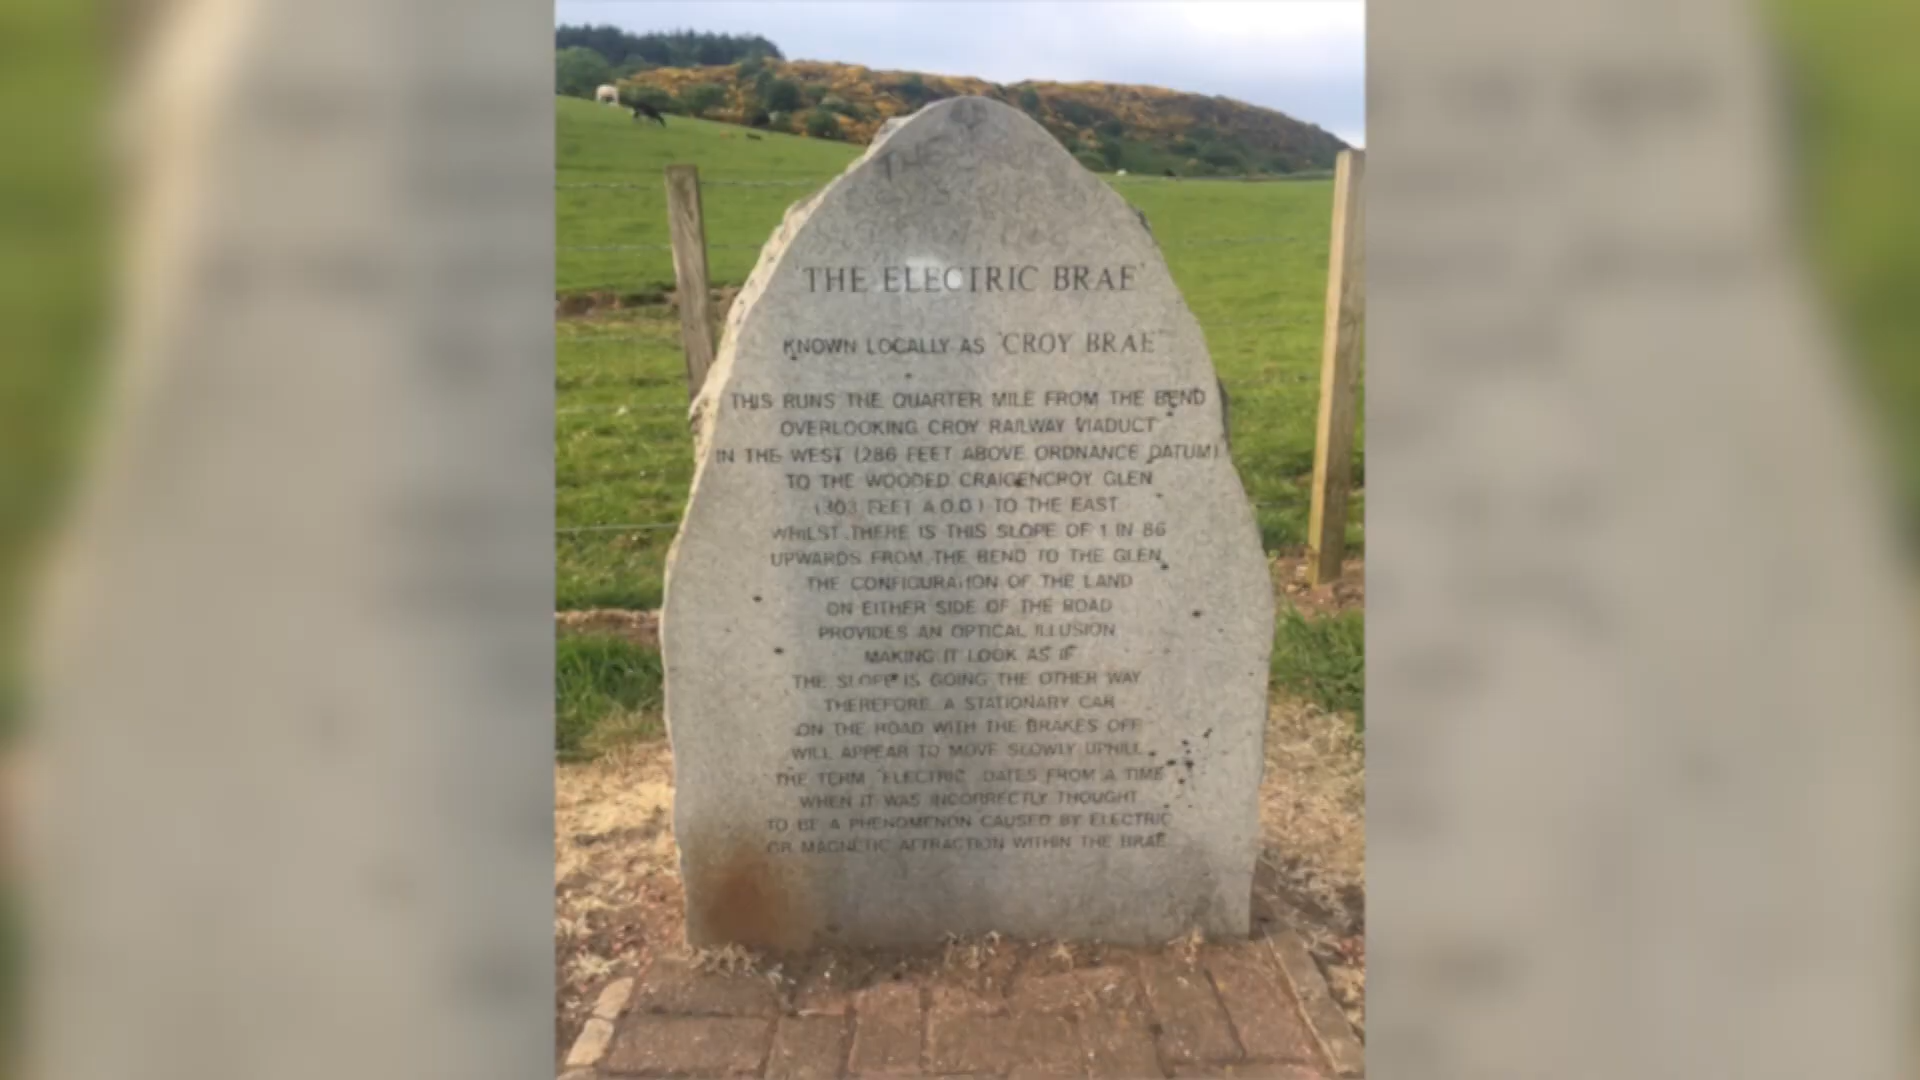 'THE ELECTRIC BRAE'
KNOWN LOCALLY AS 'CROY BRAE'
THIS RUNS THE QUARTER MILE FROM THE BEND
OVERLOOKING CROY RAILWAY VIADUCT
IN THE WEST (286 FEET ABOVE ORDNANCE DATUM)
TO THE WOODED CRAIGENCROY GLEN
(303 FEET A.O.D.) TO THE EAST
WHILST THERE IS THIS SLOPE OF 1 IN 86
UPWARDS FROM THE BEND TO THE GLEN,
THE CONFIGURATION OF THE LAND
ON EITHER SIDE OF THE ROAD
PROVIDES AN OPTICAL ILLUSION
MAKING IT LOOK AS IF
THE SLOPE IS GOING THE OTHER WAY
THEREFORE A STATIONARY CAR
ON THE ROAD WITH THE BRAKES OFF
WILL APPEAR TO MOVE SLOWLY UPHILL.
THE TERM 'ELECTRIC' DATES FROM A TIME
WHEN IT WAS INCORRECTLY THOUGHT
TO BE A PHENOMENON CAUSED BY ELECTRIC
OR MAGNETIC ATTRACTION WITHIN THE BRAE